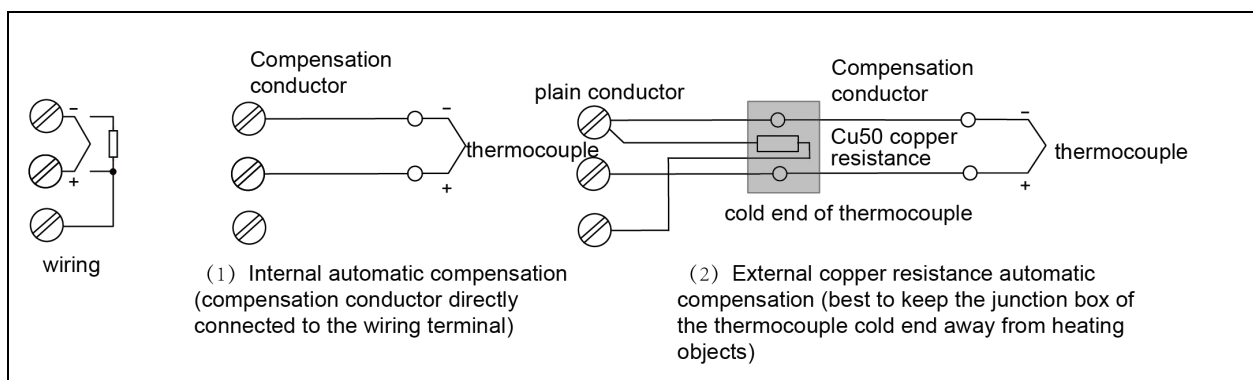 -
+
wiring
Compensation
conductor
-
thermocouple
+
（1）Internal automatic compensation
(compensation conductor directly
connected to the wiring terminal)
plain conductor
Compensation
conductor
-
Cu50 copper
resistance
thermocouple
+
cold end of thermocouple
（2）External copper resistance automatic
compensation (best to keep the junction box of
the thermocouple cold end away from heating
objects)